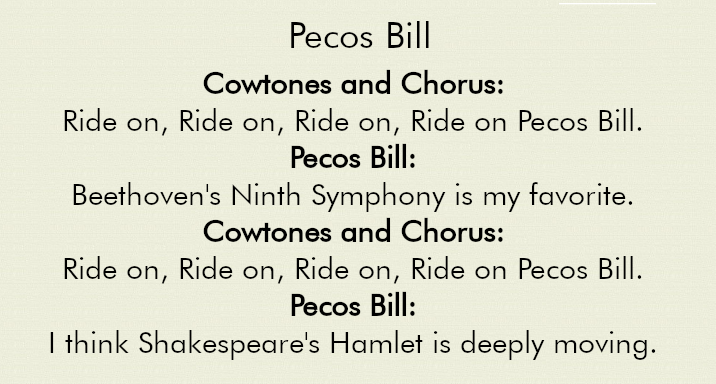 Pecos Bill
Cowtones and Chorus:
Ride on, Ride on, Ride on, Ride on Pecos Bill.
Pecos Bill:
Beethoven's Ninth Symphony is my favorite.
Cowtones and Chorus:
Ride on, Ride on, Ride on, Ride on Pecos Bill.
Pecos Bill:
I think Shakespeare's Hamlet is deeply moving.